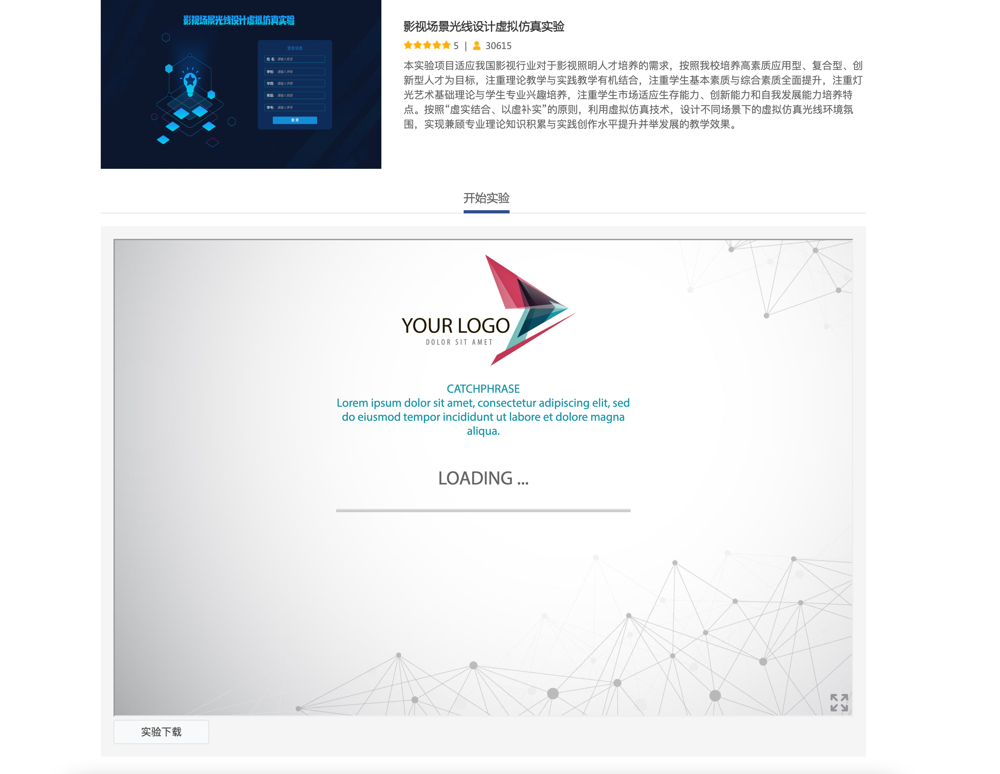 影视场景光线设计虚拟仿真实验
登录信息
姓 名: 请输入姓名
学校: 请输入学校
学院: 请输入学院
班级: 请输入班级
学号: 请输入学号
登 录
影视场景光线设计虚拟仿真实验
5 | 30615
本实验项目适应我国影视行业对于影视照明人才培养的需求，按照我校培养高素质应用型、复合型、创
新型人才为目标，注重理论教学与实践教学有机结合，注重学生基本素质与综合素质全面提升，注重灯
光艺术基础理论与学生专业兴趣培养，注重学生市场适应生存能力、创新能力和自我发展能力培养特
点。按照“虚实结合、以虚补实”的原则，利用虚拟仿真技术，设计不同场景下的虚拟仿真光线环境氛
围，实现兼顾专业理论知识积累与实践创作水平提升并举发展的教学效果。
开始实验
YOUR LOGO
DOLOR SIT AMET
CATCHPHRASE
Lorem ipsum dolor sit amet, consectetur adipiscing elit, sed
do eiusmod tempor incididunt ut labore et dolore magna
aliqua.
LOADING ...
实验下载